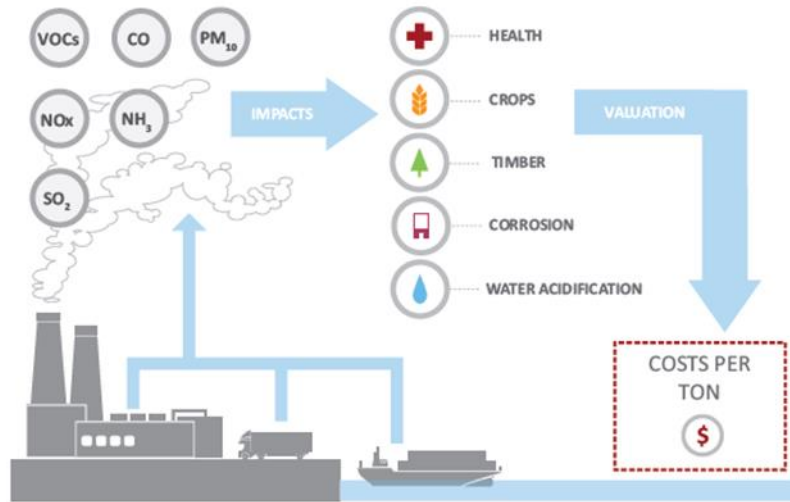 VOCs
CO
PM₁₀
NOx
NH₃
SO₂
IMPACTS
HEALTH
CROPS
TIMBER
CORROSION
WATER ACIDIFICATION
VALUATION
COSTS PER
TON
$